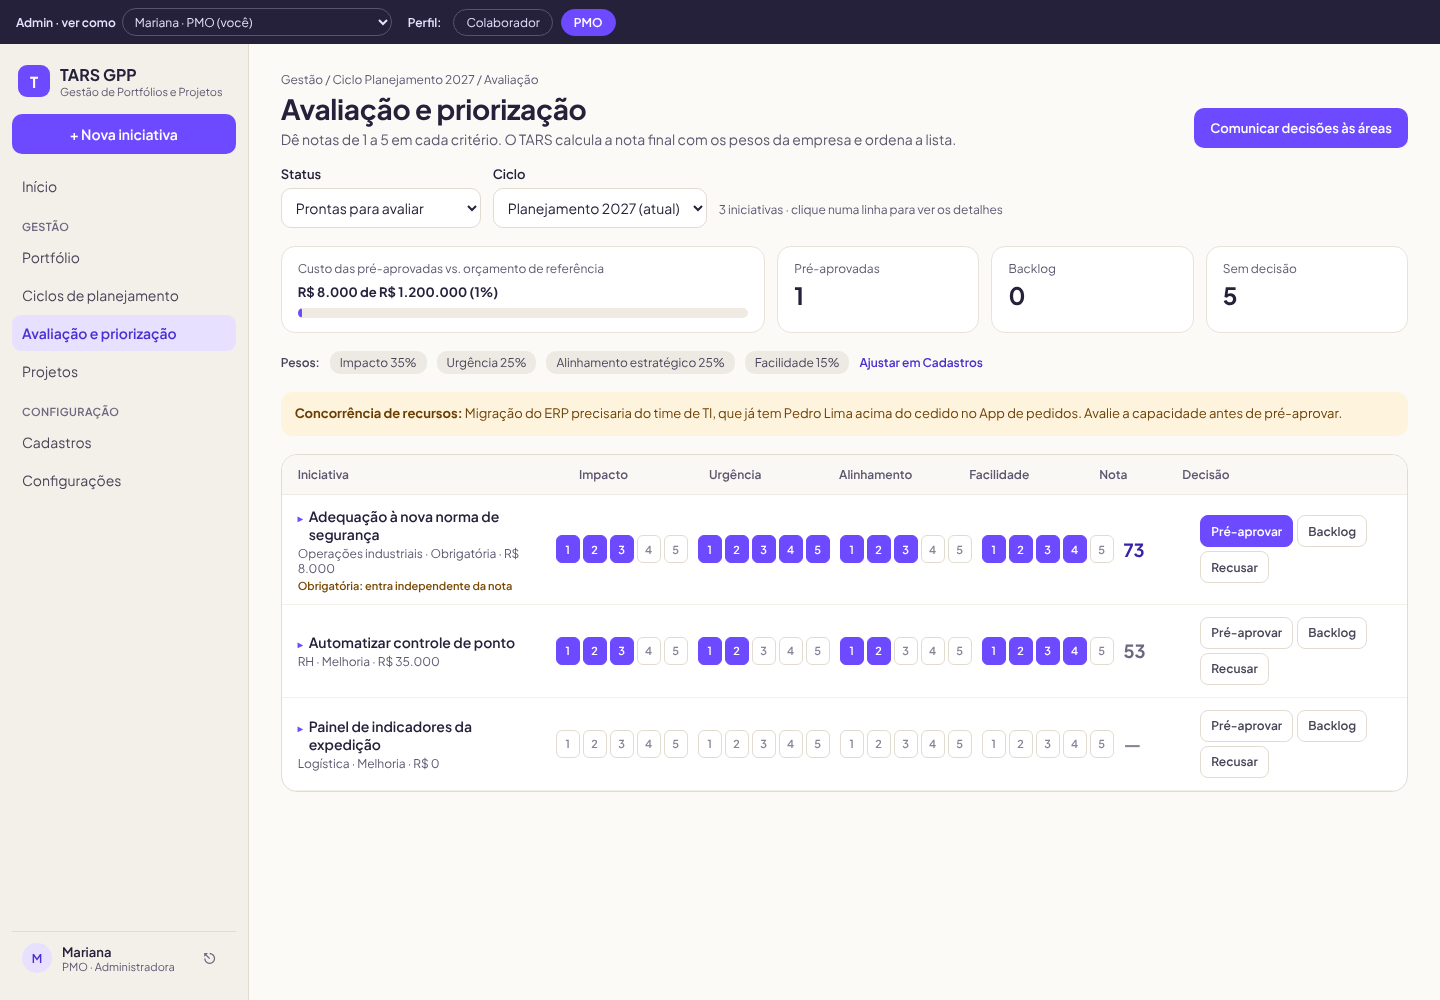 Admin · ver como
Mariana · PMO (você)
Perfil:
Colaborador
PMO
T
TARS GPP
Gestão de Portfólios e Projetos
+ Nova iniciativa
Início
GESTÃO
Portfólio
Ciclos de planejamento
Avaliação e priorização
Projetos
CONFIGURAÇÃO
Cadastros
Configurações
M
Mariana
PMO · Administradora
Gestão / Ciclo Planejamento 2027 / Avaliação
Avaliação e priorização
Dê notas de 1 a 5 em cada critério. O TARS calcula a nota final com os pesos da empresa e ordena a lista.
Comunicar decisões às áreas
Status
Ciclo
Prontas para avaliar
Planejamento 2027 (atual)
3 iniciativas · clique numa linha para ver os detalhes
Custo das pré-aprovadas vs. orçamento de referência
R$ 8.000 de R$ 1.200.000 (1%)
Pré-aprovadas
1
Backlog
0
Sem decisão
5
Pesos: Impacto 35% Urgência 25% Alinhamento estratégico 25% Facilidade 15% Ajustar em Cadastros
Concorrência de recursos: Migração do ERP precisaria do time de TI, que já tem Pedro Lima acima do cedido no App de pedidos. Avalie a capacidade antes de pré-aprovar.
Iniciativa Impacto Urgência Alinhamento Facilidade Nota Decisão
Adequação à nova norma de
segurança
Operações industriais · Obrigatória · R$
8.000
Obrigatória: entra independente da nota
1 2 3 4 5 1 2 3 4 5 1 2 3 4 5 1 2 3 4 5 73
Pré-aprovar Backlog
Recusar
Automatizar controle de ponto
RH · Melhoria · R$ 35.000
1 2 3 4 5 1 2 3 4 5 1 2 3 4 5 1 2 3 4 5 53
Pré-aprovar Backlog
Recusar
Painel de indicadores da
expedição
Logística · Melhoria · R$ 0
1 2 3 4 5 1 2 3 4 5 1 2 3 4 5 1 2 3 4 5 —
Pré-aprovar Backlog
Recusar